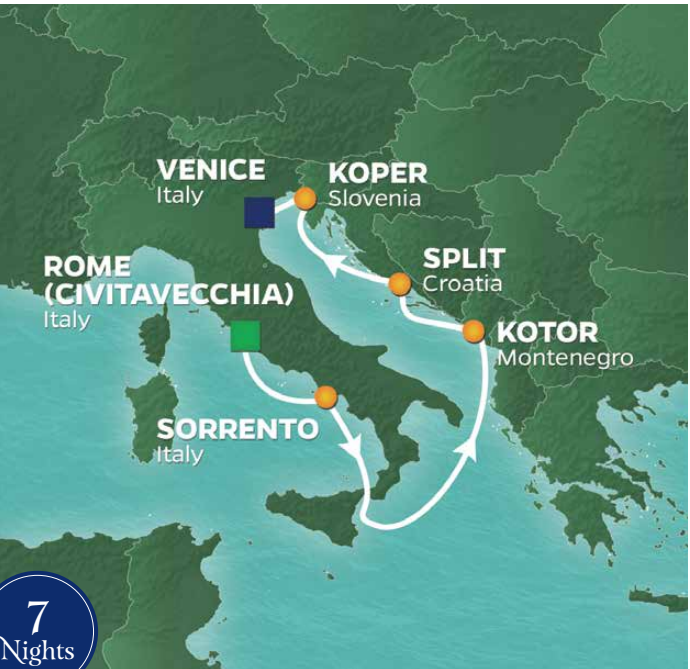 VENICE
Italy
KOPER
Slovenia
ROME
(CIVITAVECCHIA)
Italy
SPLIT
Croatia
KOTOR
Montenegro
SORRENTO
Italy
7
Nights